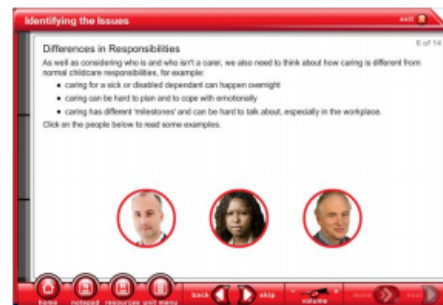 Identifying the Issues
exit
6 of 14
Differences in Responsibilities
As well as considering who is and who isn't a carer, we also need to think about how caring is different from
normal childcare responsibilities, for example:
caring for a sick or disabled dependant can happen overnight
caring can be hard to plan and to cope with emotionally
caring has different 'milestones' and can be hard to talk about, especially in the workplace.
Click on the people below to read some examples.
home notepad resources unit menu back skip volume